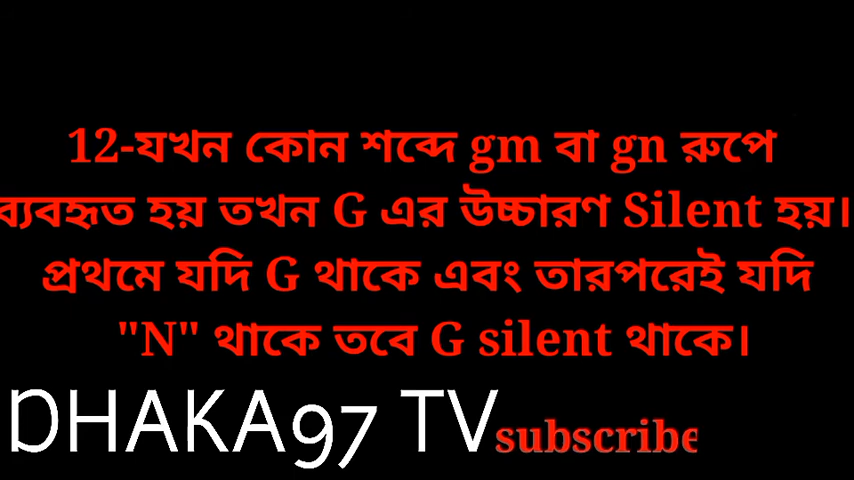 12-যখন কোন শব্দে gm বা gn রুপে
ব্যবহৃত হয় তখন G এর উচ্চারণ Silent হয়।
প্রথমে যদি G থাকে এবং তারপরেই যদি
"N" থাকে তবে G silent থাকে।
DHAKA97 TV subscribe